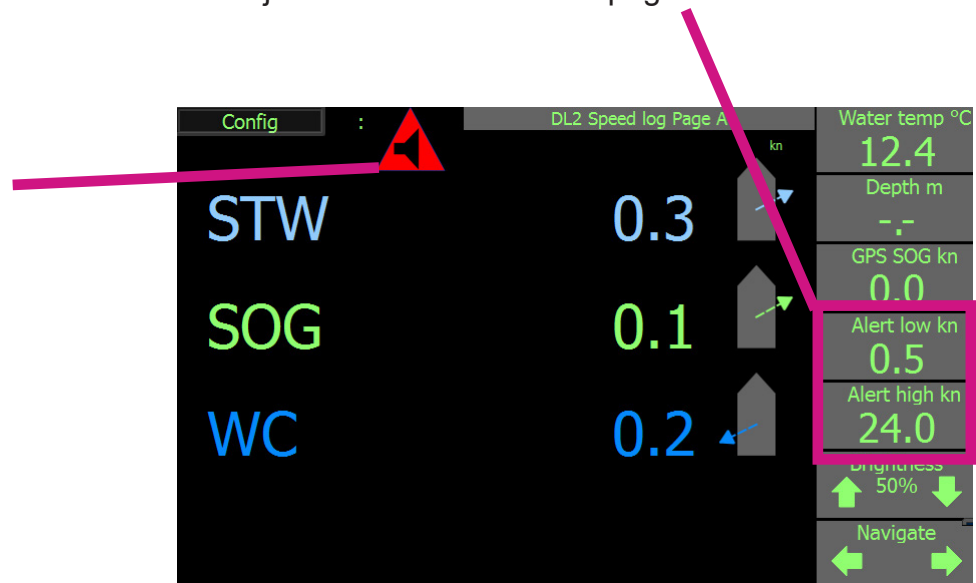 Config
:
DL2 Speed log Page A
kn
STW
0.3
SOG
0.1
WC
0.2
Water temp °C
12.4
Depth m
-.-
GPS SOG kn
0.0
Alert low kn
0.5
Alert high kn
24.0
Brightness
50%
Navigate